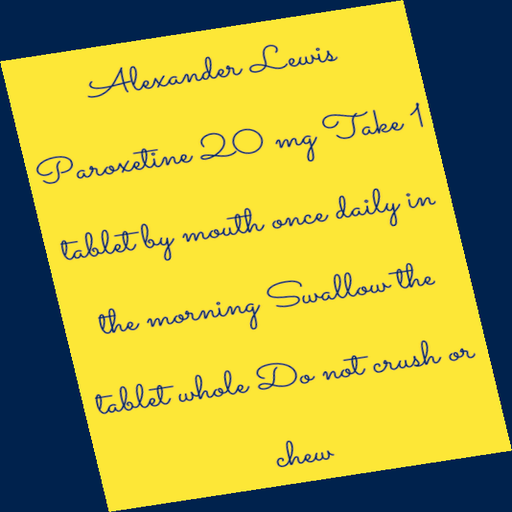 Alexander Lewis
Paroxetine 20 mg Take 1
tablet by mouth once daily in
the morning Swallow the
tablet whole Do not crush or
chew